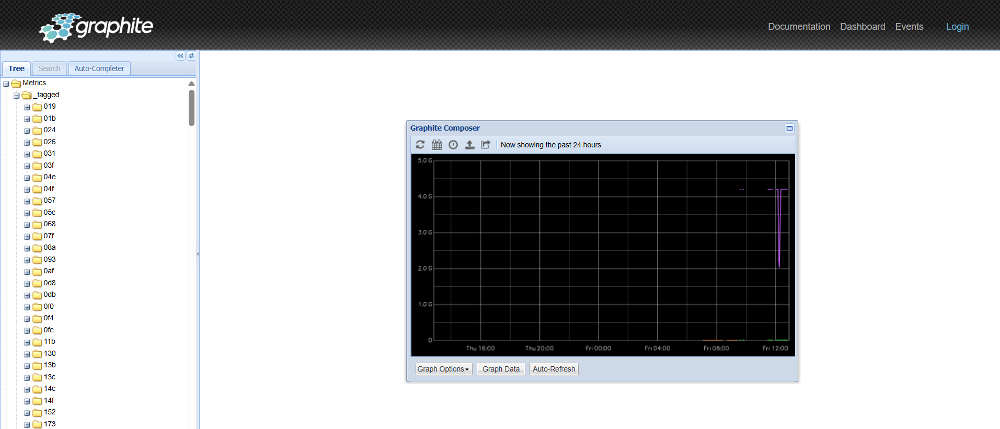 graphite
Documentation Dashboard Events Login
Tree Search Auto-Completer
Metrics
_tagged
019
01b
024
026
031
03f
04e
04f
057
05c
068
07f
08a
093
0af
0d8
0db
0f0
0f4
0fe
11b
130
13b
13c
14c
14f
152
173
Graphite Composer
Now showing the past 24 hours
5.0 G
4.0 G
3.0 G
2.0 G
1.0 G
0
Thu 16:00 Thu 20:00 Fri 00:00 Fri 04:00 Fri 08:00 Fri 12:00
Graph Options Graph Data Auto-Refresh